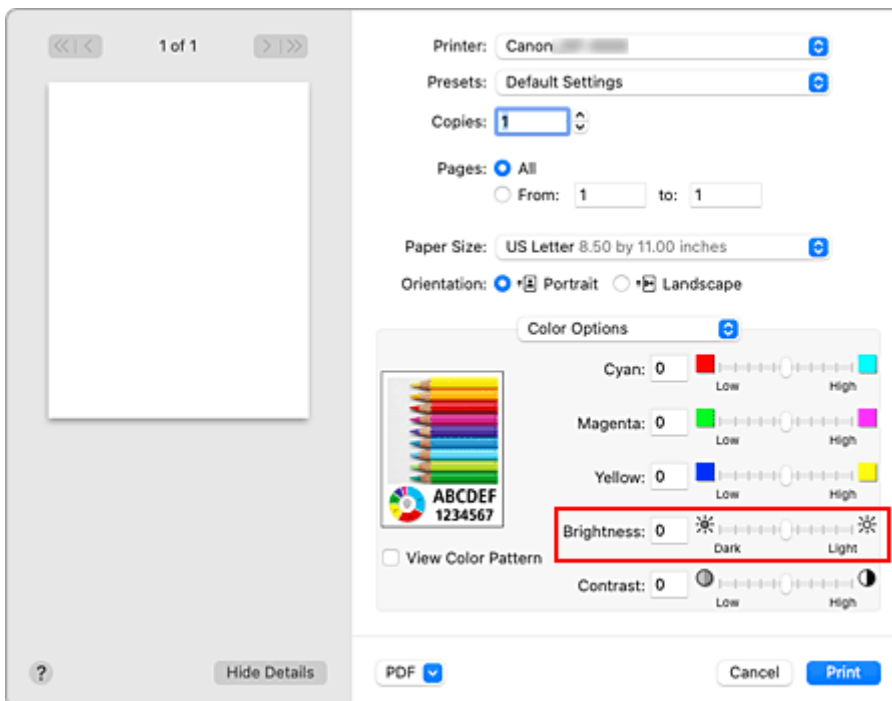 1 of 1
Printer: Canon
Presets: Default Settings
Copies: 1
Pages: All
From: 1 to: 1
Paper Size: US Letter 8.50 by 11.00 inches
Orientation: Portrait Landscape
Color Options
Cyan: 0
Low High
Magenta: 0
Low High
Yellow: 0
Low High
ABCDEF
1234567
Brightness: 0
Dark Light
View Color Pattern
Contrast: 0
Low High
? Hide Details PDF Cancel Print